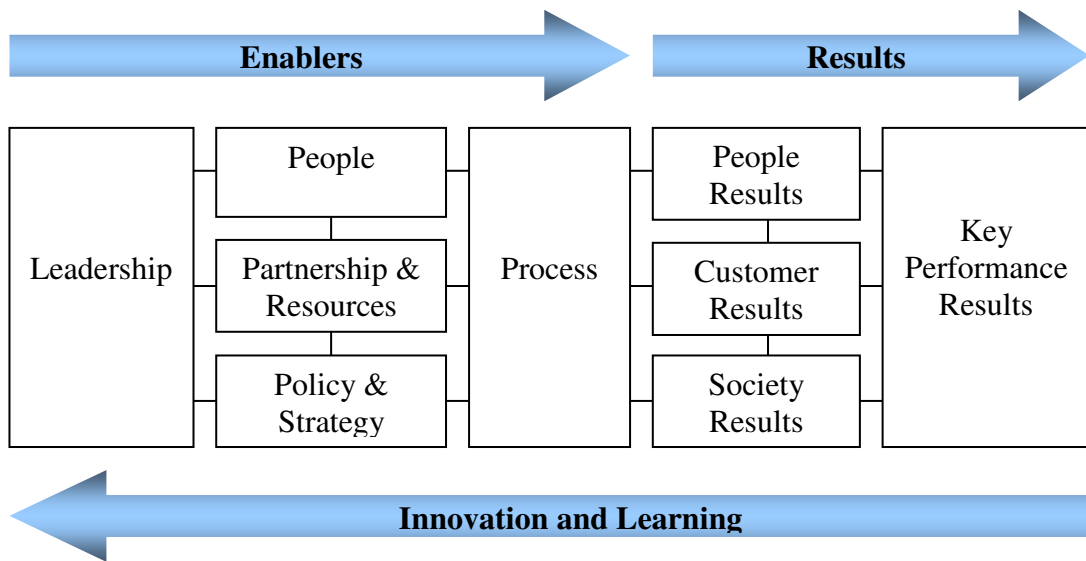 Enablers
Results
Leadership
People
Partnership &
Resources
Policy &
Strategy
Process
People
Results
Customer
Results
Society
Results
Key
Performance
Results
Innovation and Learning